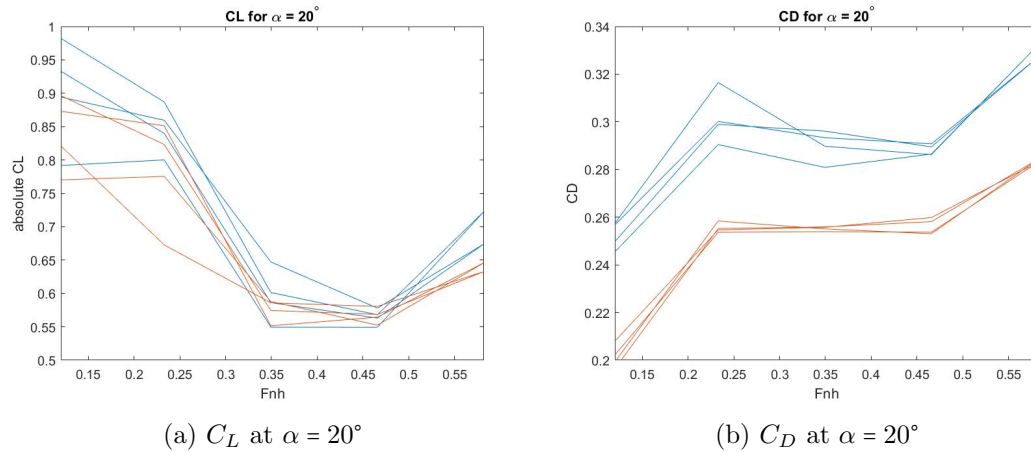 CL for α = 20°
absolute CL
1
0.95
0.9
0.85
0.8
0.75
0.7
0.65
0.6
0.55
0.5
0.15 0.2 0.25 0.3 0.35 0.4 0.45 0.5 0.55
Fnh
(a) C_L at α = 20°
CD for α = 20°
CD
0.34
0.32
0.3
0.28
0.26
0.24
0.22
0.2
0.15 0.2 0.25 0.3 0.35 0.4 0.45 0.5 0.55
Fnh
(b) C_D at α = 20°